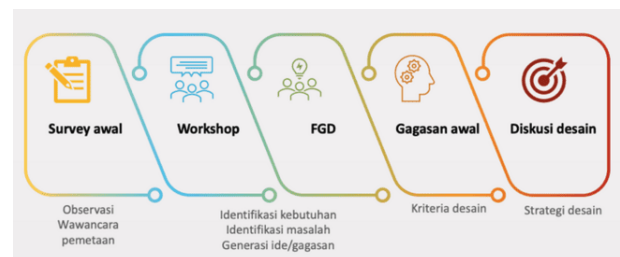 Survey awal
Workshop
FGD
Gagasan awal
Diskusi desain
Observasi
Wawancara
pemetaan
Identifikasi kebutuhan
Identifikasi masalah
Generasi ide/gagasan
Kriteria desain
Strategi desain